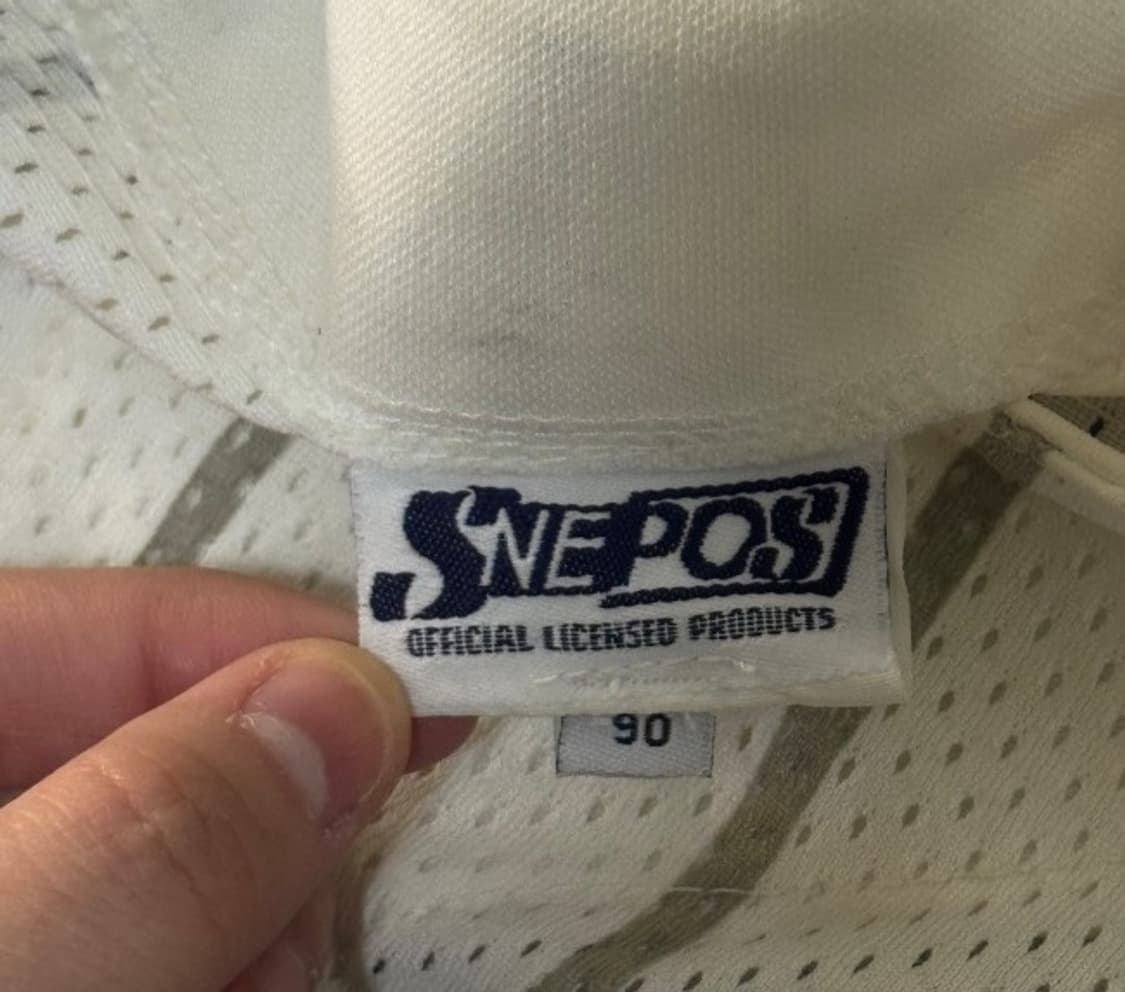 SNEPOS
OFFICIAL LICENSED PRODUCTS
90